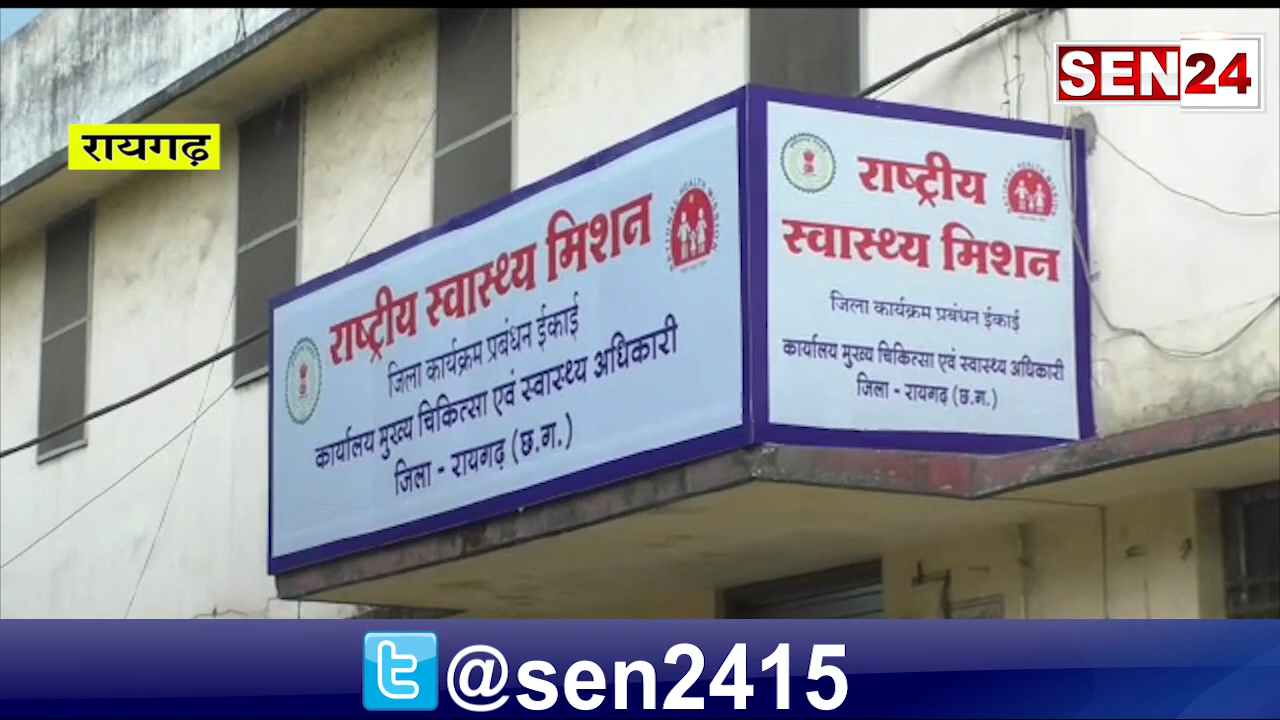 SEN24
रायगढ़
राष्ट्रीय स्वास्थ्य मिशन
जिला कार्यक्रम प्रबंधन ईकाई
कार्यालय मुख्य चिकित्सा एवं स्वास्थ्य अधिकारी
जिला - रायगढ़ (छ.ग.)
राष्ट्रीय
स्वास्थ्य मिशन
जिला कार्यक्रम प्रबंधन ईकाई
कार्यालय मुख्य चिकित्सा एवं स्वास्थ्य अधिकारी
जिला - रायगढ़ (छ.ग.)
@sen2415